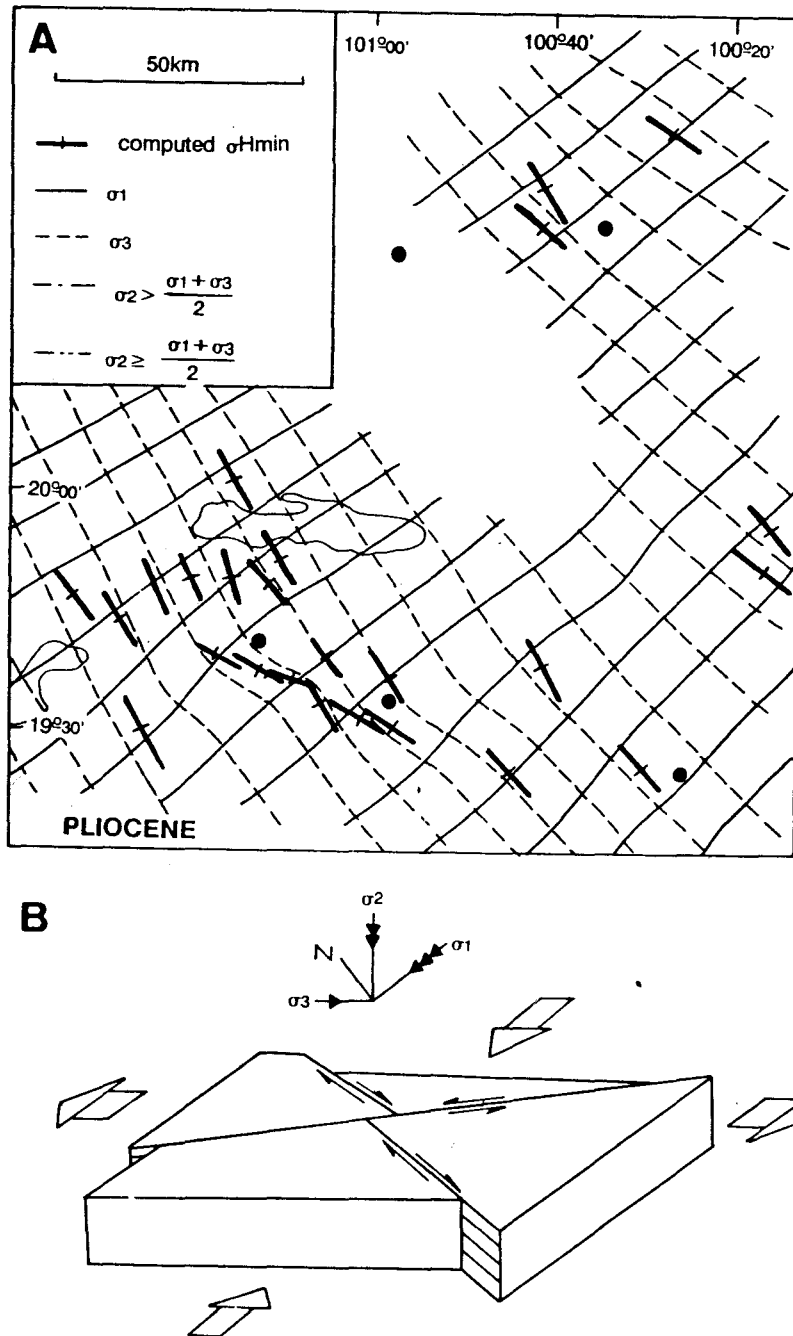 A
101º00'
100º40'
100º20'
50km
computed σHmin
σ1
σ3
σ2 > σ1 + σ3 / 2
σ2 ≥ σ1 + σ3 / 2
20º00'
19º30'
PLIOCENE
B
σ2
N
σ1
σ3